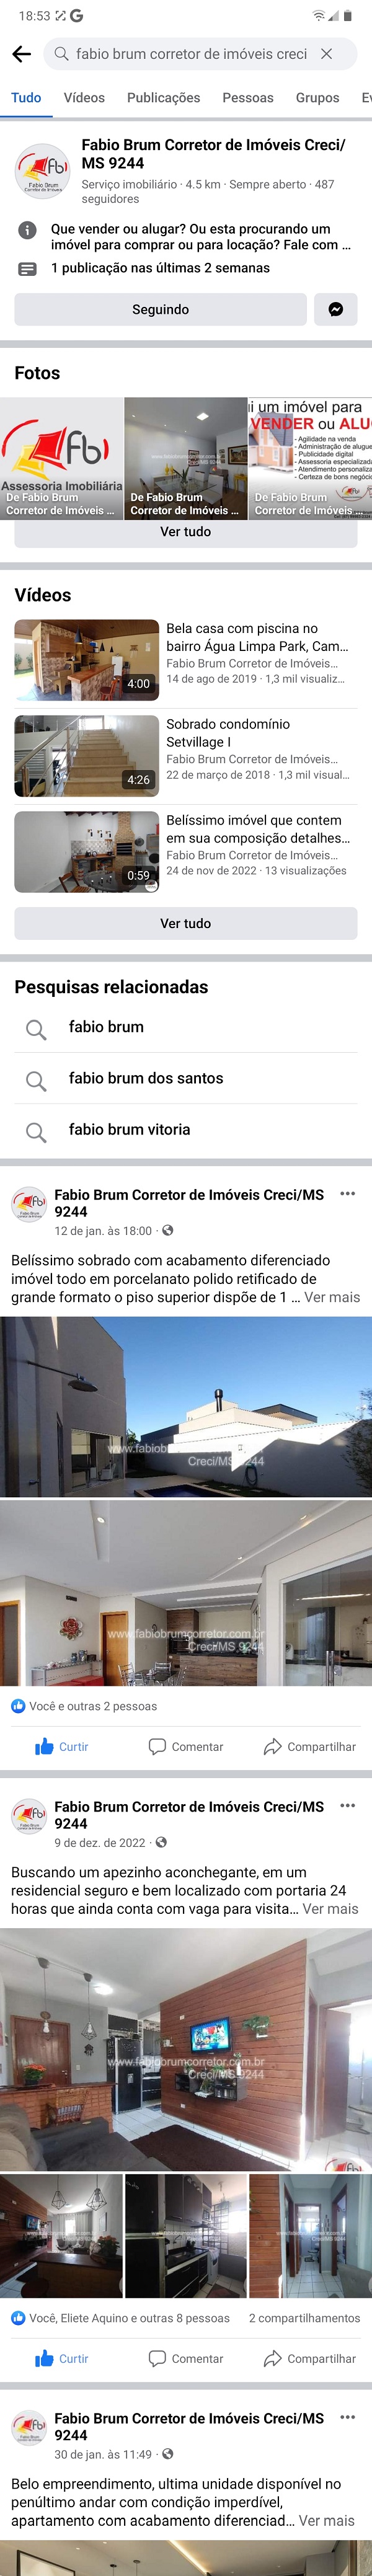 18:53
fabio brum corretor de imóveis creci
Tudo Vídeos Publicações Pessoas Grupos
Fabio Brum Corretor de Imóveis Creci/
MS 9244
Serviço imobiliário · 4.5 km · Sempre aberto · 487
seguidores
Que vender ou alugar? Ou esta procurando um
imóvel para comprar ou para locação? Fale com ...
1 publicação nas últimas 2 semanas
Seguindo
Fotos
Fb
Assessoria Imobiliária
De Fabio Brum
Corretor de Imóveis ...
De Fabio Brum
Corretor de Imóveis ...
i um imóvel para
VENDER ou ALU
- Agilidade na venda
- Administração de alugue
- Publicidade digital
- Assessoria especializad
- Atendimento personaliz
- Certeza de bons negóci
De Fabio Brum
Corretor de Imóveis ...
Ver tudo
Vídeos
4:00
Bela casa com piscina no
bairro Água Limpa Park, Cam...
Fabio Brum Corretor de Imóveis...
14 de ago de 2019 · 1,3 mil visualiz...
4:26
Sobrado condomínio
Setvillage I
Fabio Brum Corretor de Imóveis...
22 de março de 2018 · 1,3 mil visual...
0:59
Belíssimo imóvel que contem
em sua composição detalhes...
Fabio Brum Corretor de Imóveis...
24 de nov de 2022 · 13 visualizações
Ver tudo
Pesquisas relacionadas
fabio brum
fabio brum dos santos
fabio brum vitoria
Fabio Brum Corretor de Imóveis Creci/MS
9244
12 de jan. às 18:00 ·
Belíssimo sobrado com acabamento diferenciado
imóvel todo em porcelanato polido retificado de
grande formato o piso superior dispõe de 1 ... Ver mais
www.fabiob
Creci/MS 9244
www.fabiobrumcorretor.com.br
Creci/MS 9244
Você e outras 2 pessoas
Curtir Comentar Compartilhar
Fabio Brum Corretor de Imóveis Creci/MS
9244
9 de dez. de 2022 ·
Buscando um apezinho aconchegante, em um
residencial seguro e bem localizado com portaria 24
horas que ainda conta com vaga para visita... Ver mais
www.fabiobrumcorretor.com.br
Creci/MS 9244
Você, Eliete Aquino e outras 8 pessoas 2 compartilhamentos
Curtir Comentar Compartilhar
Fabio Brum Corretor de Imóveis Creci/MS
9244
30 de jan. às 11:49 ·
Belo empreendimento, ultima unidade disponível no
penúltimo andar com condição imperdível,
apartamento com acabamento diferenciad... Ver mais